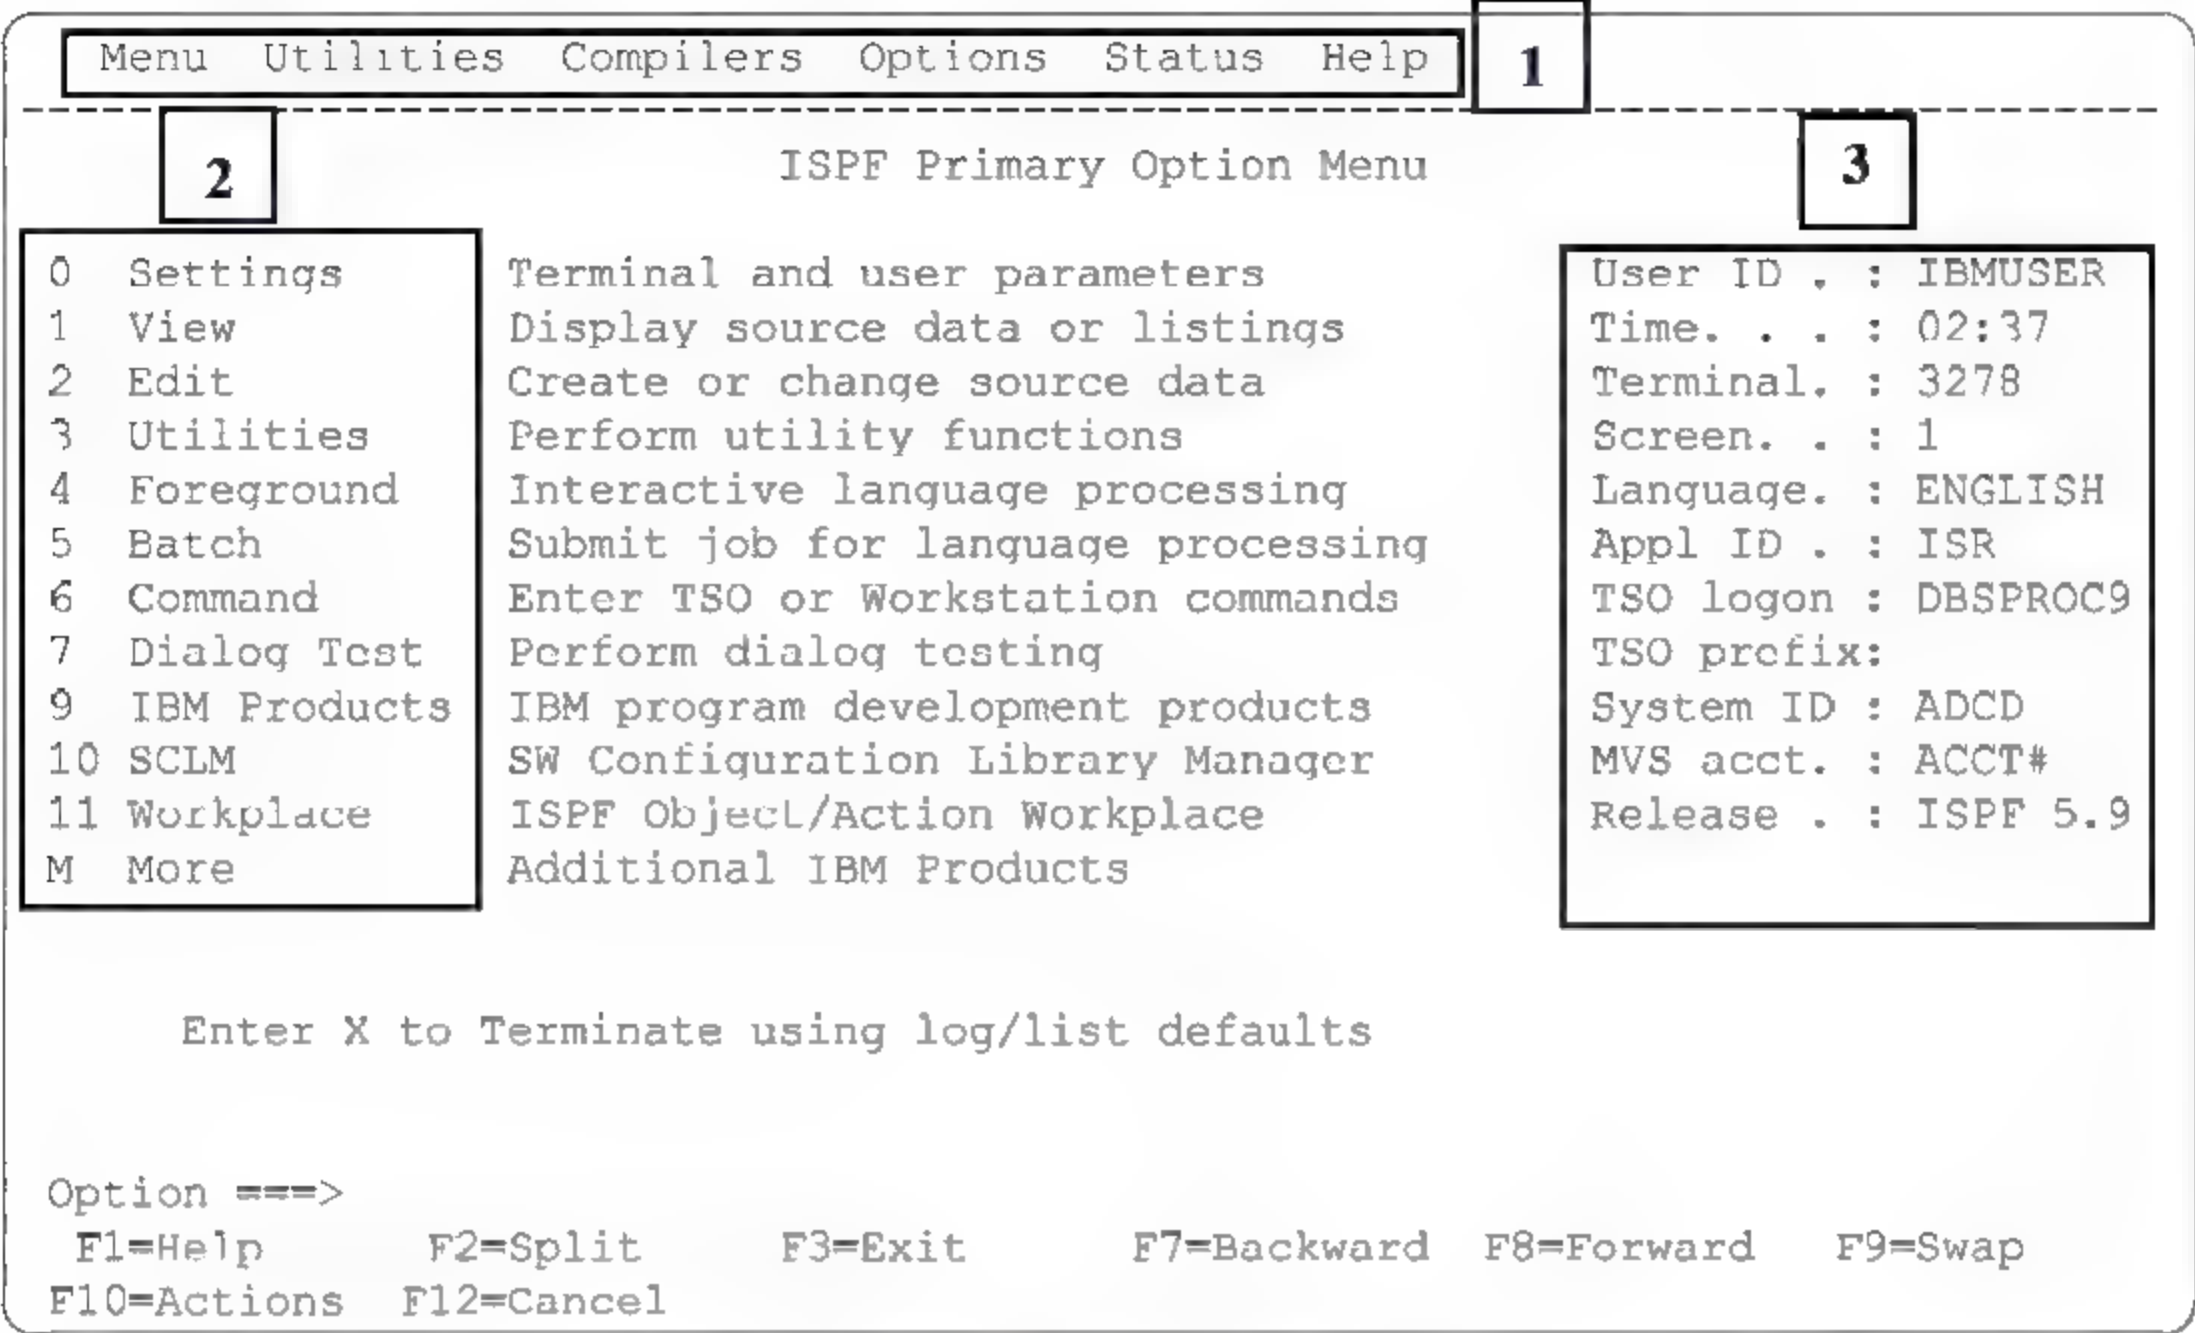 Menu Utilities Compilers Options Status Help 1
2 ISPF Primary Option Menu 3
0 Settings Terminal and user parameters User ID . : IBMUSER
1 View Display source data or listings Time. . . : 02:37
2 Edit Create or change source data Terminal. : 3278
3 Utilities Perform utility functions Screen. . : 1
4 Foreground Interactive language processing Language. : ENGLISH
5 Batch Submit job for language processing Appl ID . : ISR
6 Command Enter TSO or Workstation commands TSO logon : DBSPROC9
7 Dialog Test Perform dialog testing TSO prefix:
9 IBM Products IBM program development products System ID : ADCD
10 SCLM SW Configuration Library Manager MVS acct. : ACCT#
11 Workplace ISPF Object/Action Workplace Release . : ISPF 5.9
M More Additional IBM Products
Enter X to Terminate using log/list defaults
Option ===>
F1=Help F2=Split F3=Exit F7=Backward F8=Forward F9=Swap
F10=Actions F12=Cancel